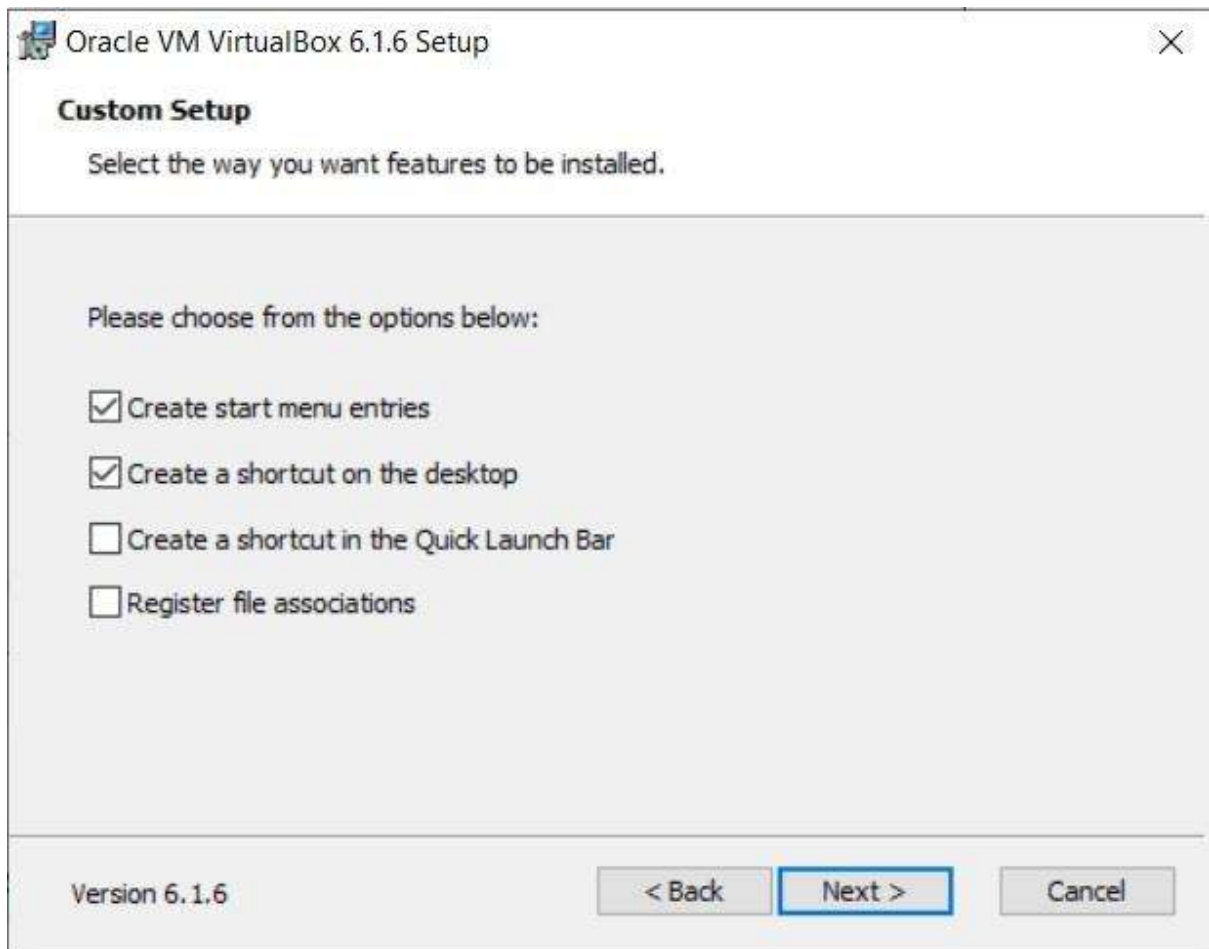 Oracle VM VirtualBox 6.1.6 Setup
Custom Setup
Select the way you want features to be installed.
Please choose from the options below:
Create start menu entries
Create a shortcut on the desktop
Create a shortcut in the Quick Launch Bar
Register file associations
Version 6.1.6
< Back
Next >
Cancel